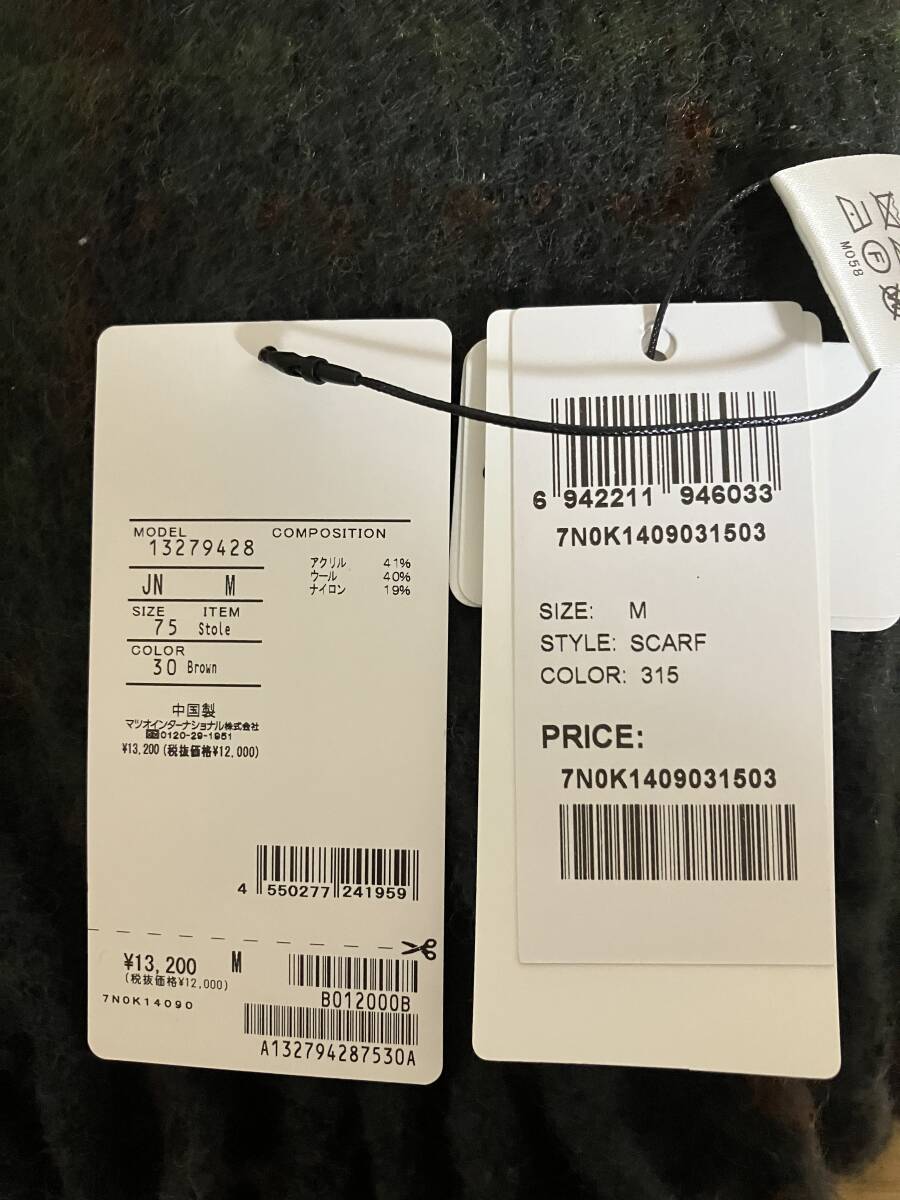 MODEL
13279428
COMPOSITION
アクリル 41%
ウール 40%
ナイロン 19%
JN M
SIZE ITEM
75 Stole
COLOR
30 Brown
中国製
マツオインターナショナル株式会社
0120-29-1951
¥13,200 (税抜価格¥12,000)
4 550277 241959
¥13,200 M
(税抜価格¥12,000)
7N0K14090
B012000B
A132794287530A
6 942211 946033
7N0K1409031503
SIZE: M
STYLE: SCARF
COLOR: 315
PRICE:
7N0K1409031503
M058
F